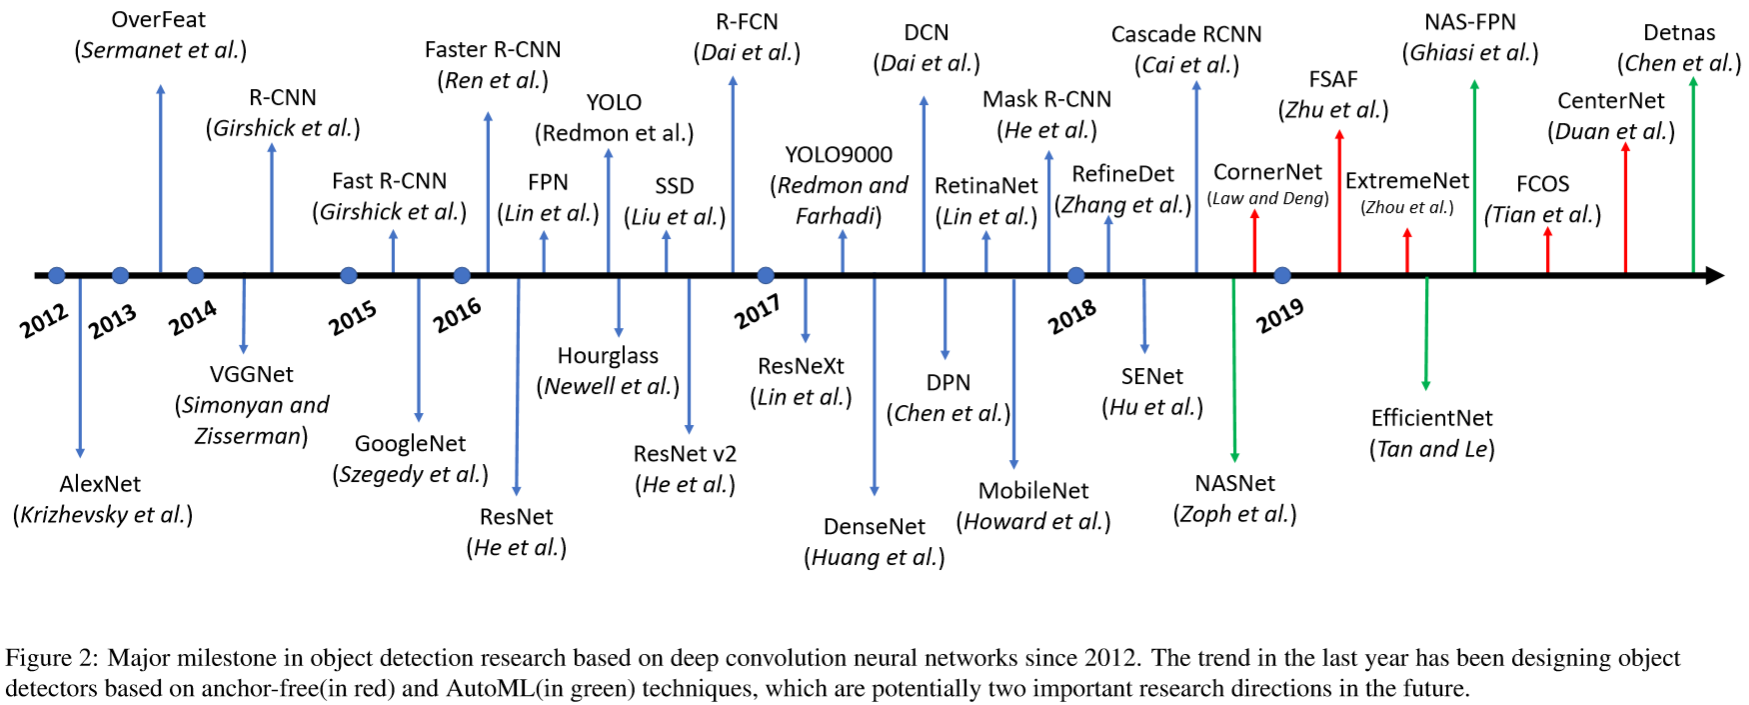 OverFeat
(Sermanet et al.)
R-CNN
(Girshick et al.)
Fast R-CNN
(Girshick et al.)
Faster R-CNN
(Ren et al.)
FPN
(Lin et al.)
YOLO
(Redmon et al.)
SSD
(Liu et al.)
R-FCN
(Dai et al.)
YOLO9000
(Redmon and
Farhadi)
DCN
(Dai et al.)
RetinaNet
(Lin et al.)
Mask R-CNN
(He et al.)
RefineDet
(Zhang et al.)
Cascade RCNN
(Cai et al.)
CornerNet
(Law and Deng)
FSAF
(Zhu et al.)
ExtremeNet
(Zhou et al.)
NAS-FPN
(Ghiasi et al.)
FCOS
(Tian et al.)
CenterNet
(Duan et al.)
Detnas
(Chen et al.)
2012
2013
2014
2015
2016
2017
2018
2019
AlexNet
(Krizhevsky et al.)
VGGNet
(Simonyan and
Zisserman)
GoogleNet
(Szegedy et al.)
ResNet
(He et al.)
Hourglass
(Newell et al.)
ResNet v2
(He et al.)
ResNeXt
(Lin et al.)
DenseNet
(Huang et al.)
DPN
(Chen et al.)
MobileNet
(Howard et al.)
SENet
(Hu et al.)
NASNet
(Zoph et al.)
EfficientNet
(Tan and Le)
Figure 2: Major milestone in object detection research based on deep convolution neural networks since 2012. The trend in the last year has been designing object
detectors based on anchor-free(in red) and AutoML(in green) techniques, which are potentially two important research directions in the future.